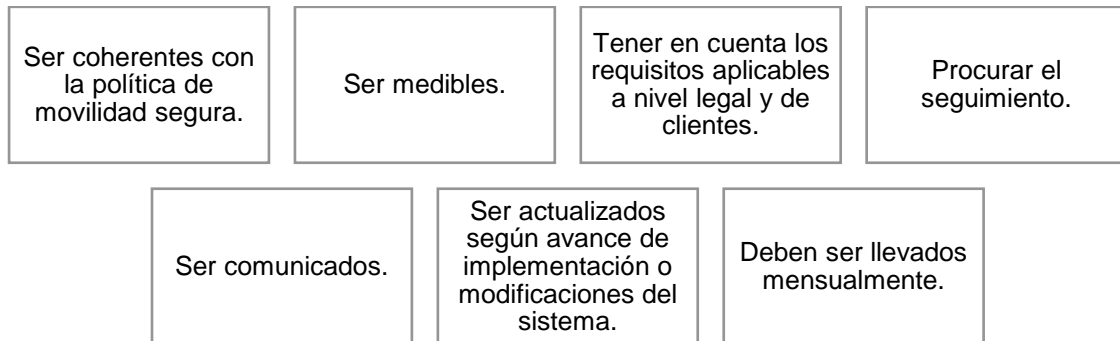 Ser coherentes con
la política de
movilidad segura.
Ser medibles.
Tener en cuenta los
requisitos aplicables
a nivel legal y de
clientes.
Procurar el
seguimiento.
Ser comunicados.
Ser actualizados
según avance de
implementación o
modificaciones del
sistema.
Deben ser llevados
mensualmente.